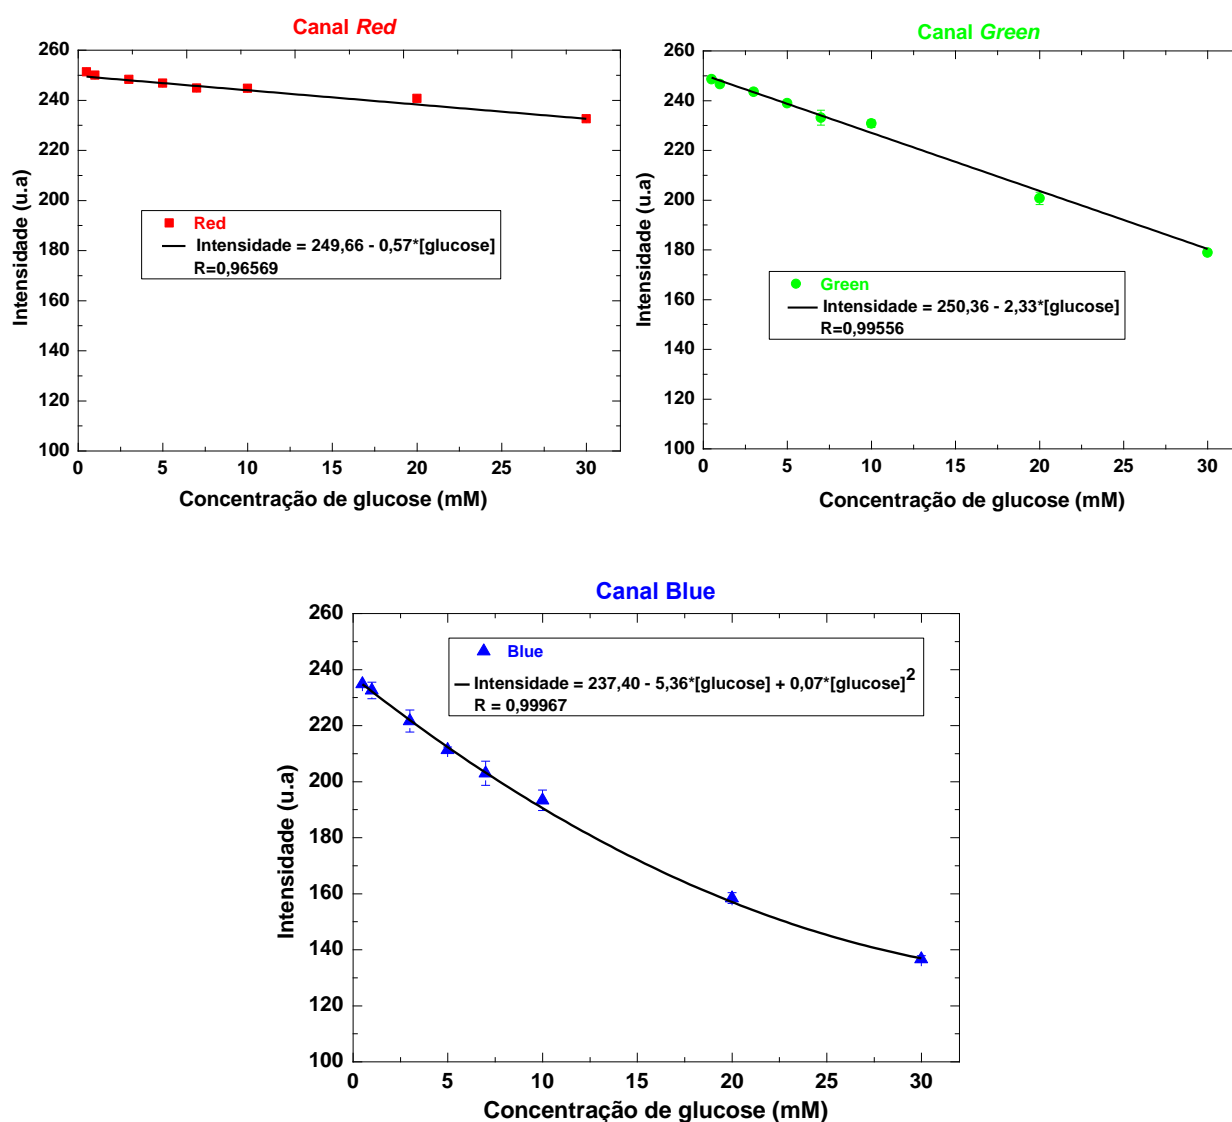 Canal Red
260
240
220
200
180
160
140
120
100
0 5 10 15 20 25 30
Intensidade (u.a)
Concentração de glucose (mM)
Red
Intensidade = 249,66 - 0,57*[glucose]
R=0,96569
Canal Green
260
240
220
200
180
160
140
120
100
0 5 10 15 20 25 30
Intensidade (u.a)
Concentração de glucose (mM)
Green
Intensidade = 250,36 - 2,33*[glucose]
R=0,99556
Canal Blue
260
240
220
200
180
160
140
120
100
0 5 10 15 20 25 30
Intensidade (u.a)
Concentração de glucose (mM)
Blue
Intensidade = 237,40 - 5,36*[glucose] + 0,07*[glucose]²
R = 0,99967